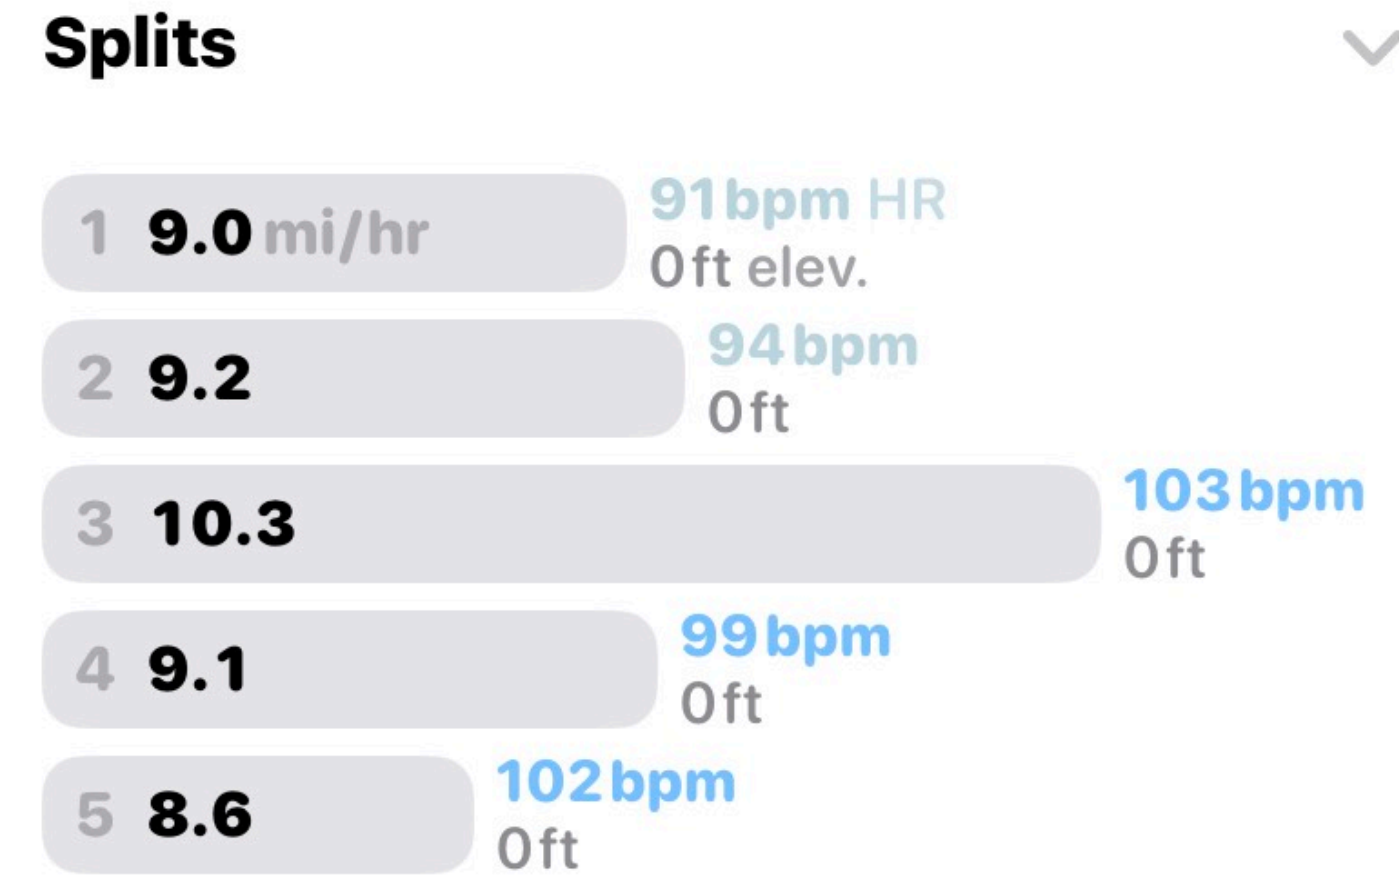 Splits
1 9.0 mi/hr
91 bpm HR
0 ft elev.
2 9.2
94 bpm
0 ft
3 10.3
103 bpm
0 ft
4 9.1
99 bpm
0 ft
5 8.6
102 bpm
0 ft